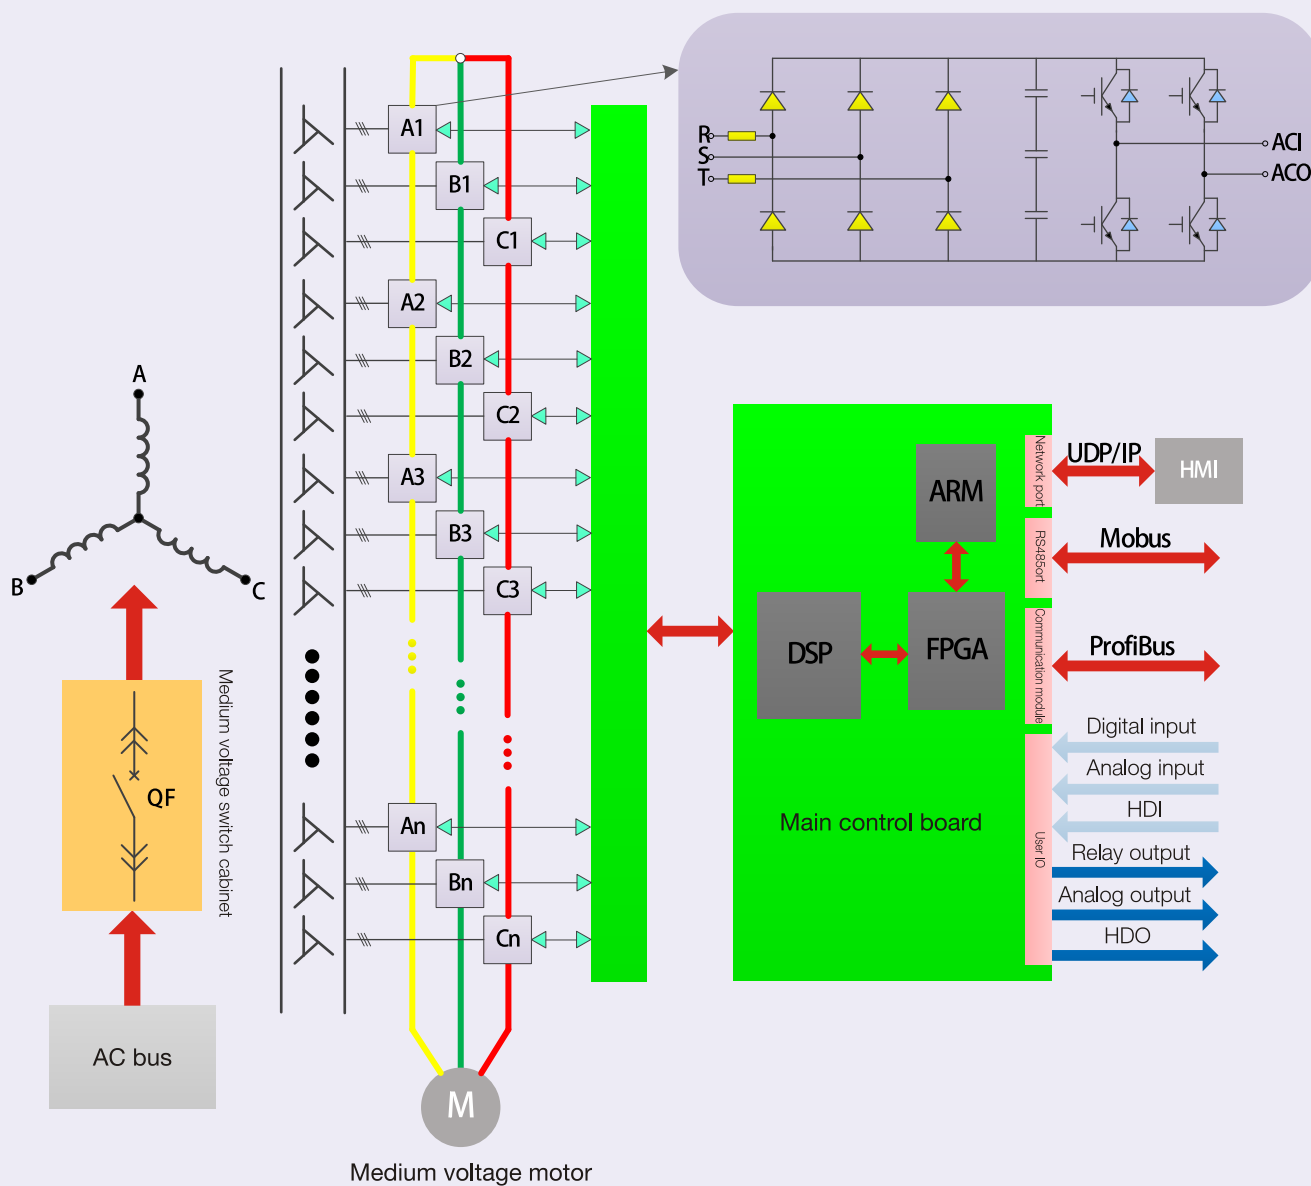 A
B
C
Medium voltage switch cabinet
QF
AC bus
A1
B1
C1
A2
B2
C2
A3
B3
C3
An
Bn
Cn
M
Medium voltage motor
R
S
T
ACI
ACO
ARM
DSP
FPGA
Main control board
Network port
RS485ort
Communication module
User IO
UDP/IP
HMI
Mobus
ProfiBus
Digital input
Analog input
HDI
Relay output
Analog output
HDO